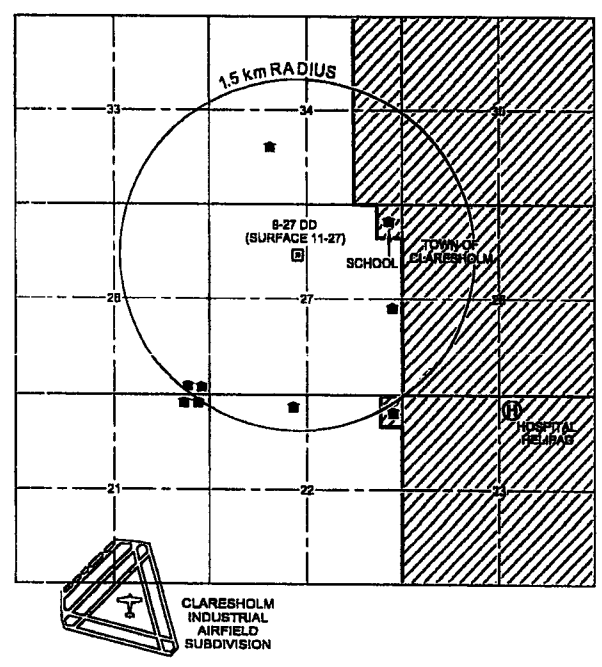 1.5 km RADIUS
33
34
6-27 DD
(SURFACE 11-27)
SCHOOL
TOWN OF
CLARESHOLM
28
27
26
H
HOSPITAL
HELIPAD
21
22
23
CLARESHOLM
INDUSTRIAL
AIRFIELD
SUBDIVISION